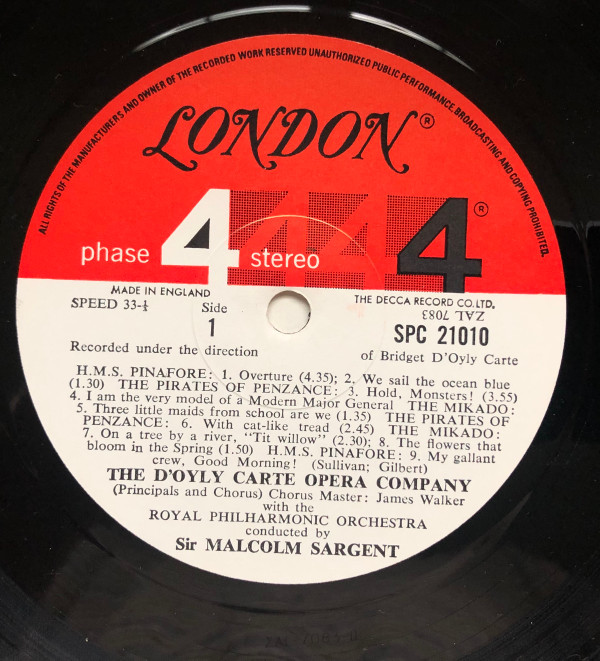 ALL RIGHTS OF THE MANUFACTURERS AND OWNER OF THE RECORDED WORK RESERVED UNAUTHORIZED PUBLIC PERFORMANCE BROADCASTING AND COPYING PROHIBITED.
LONDON®
phase 4 stereo 4 4 4®
MADE IN ENGLAND
THE DECCA RECORD CO. LTD.
SPEED 33-⅓
Side
1
ZAL 7083
SPC 21010
Recorded under the direction of Bridget D'Oyly Carte
H.M.S. PINAFORE: 1. Overture (4.35); 2. We sail the ocean blue
(1.30) THE PIRATES OF PENZANCE: 3. Hold, Monsters! (3.55)
4. I am the very model of a Modern Major General THE MIKADO:
5. Three little maids from school are we (1.35) THE PIRATES OF
PENZANCE: 6. With cat-like tread (2.45) THE MIKADO:
7. On a tree by a river, "Tit willow" (2.30); 8. The flowers that
bloom in the Spring (1.50) H.M.S. PINAFORE: 9. My gallant
crew, Good Morning! (Sullivan; Gilbert)
THE D'OYLY CARTE OPERA COMPANY
(Principals and Chorus) Chorus Master: James Walker
with the
ROYAL PHILHARMONIC ORCHESTRA
conducted by
Sir MALCOLM SARGENT